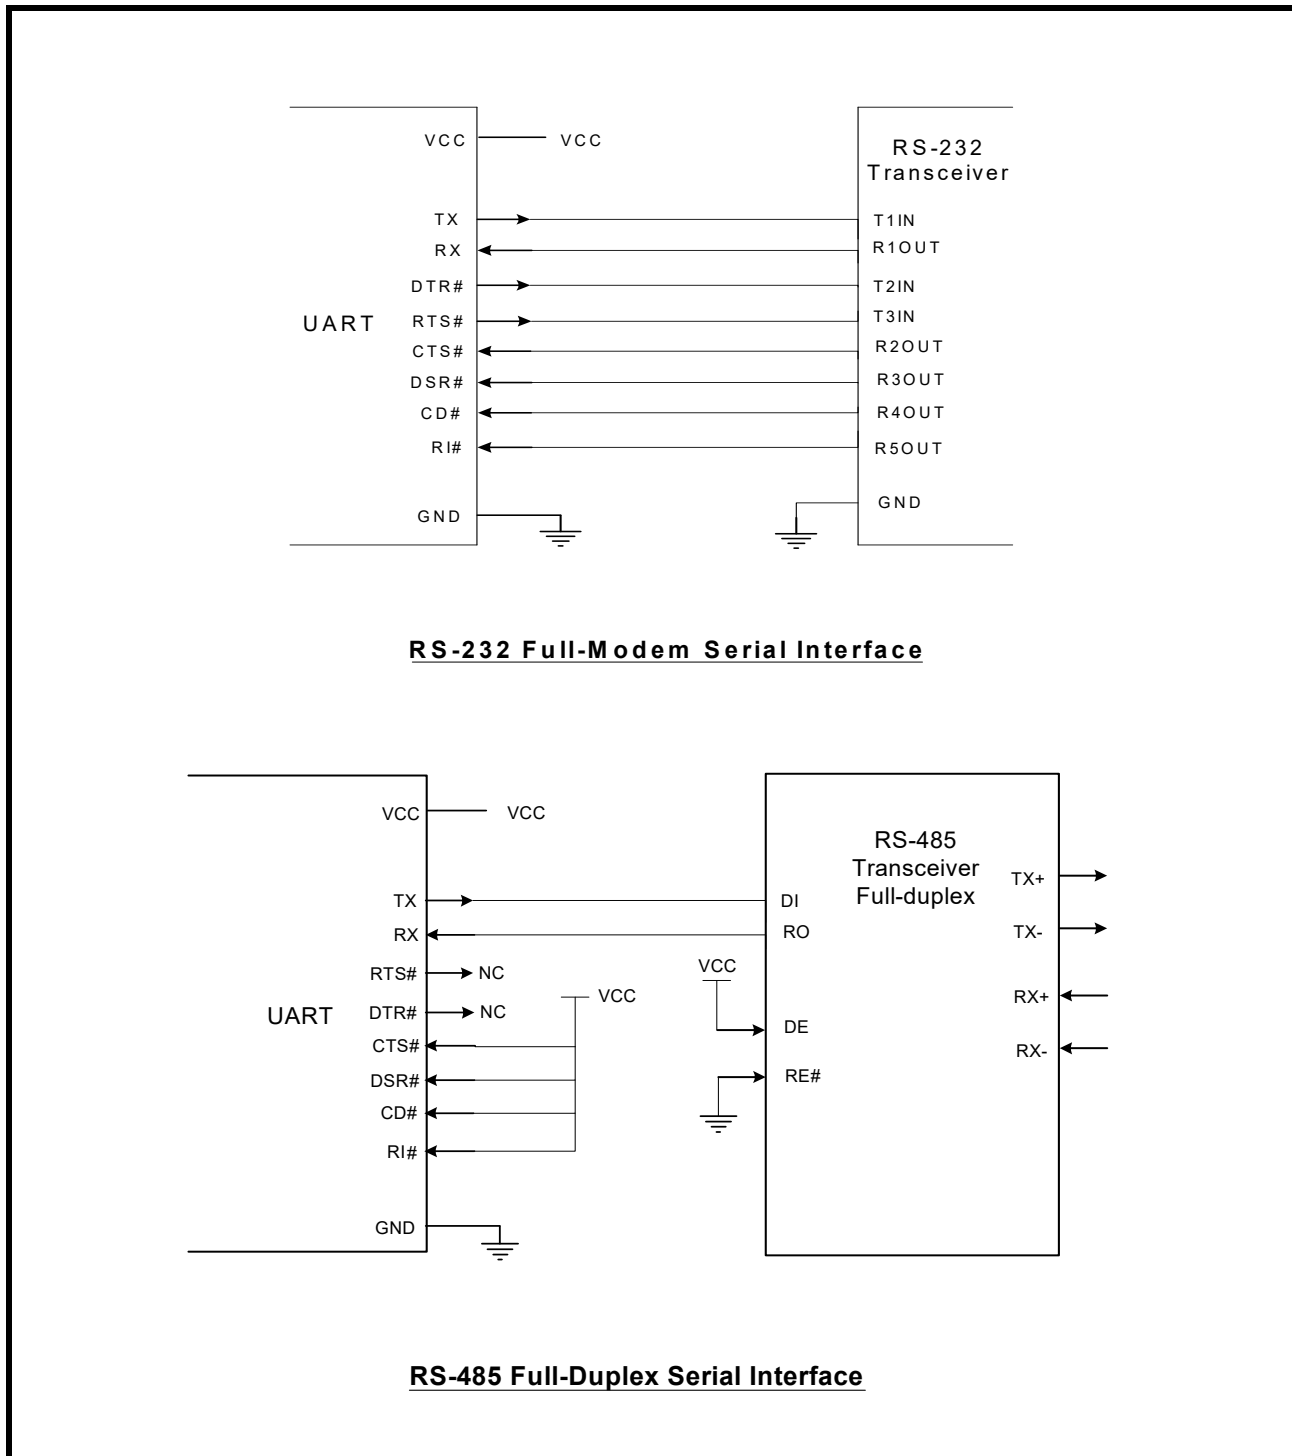 VCC
VCC
RS-232
Transceiver
TX
T1IN
RX
R1OUT
DTR#
T2IN
UART
RTS#
T3IN
CTS#
R2OUT
DSR#
R3OUT
CD#
R4OUT
RI#
R5OUT
GND
GND
RS-232 Full-Modem Serial Interface
VCC
VCC
RS-485
Transceiver
Full-duplex
TX+
TX
DI
RX
RO
TX-
RTS#
NC
VCC
VCC
RX+
UART
DTR#
NC
DE
CTS#
RX-
DSR#
RE#
CD#
RI#
GND
RS-485 Full-Duplex Serial Interface